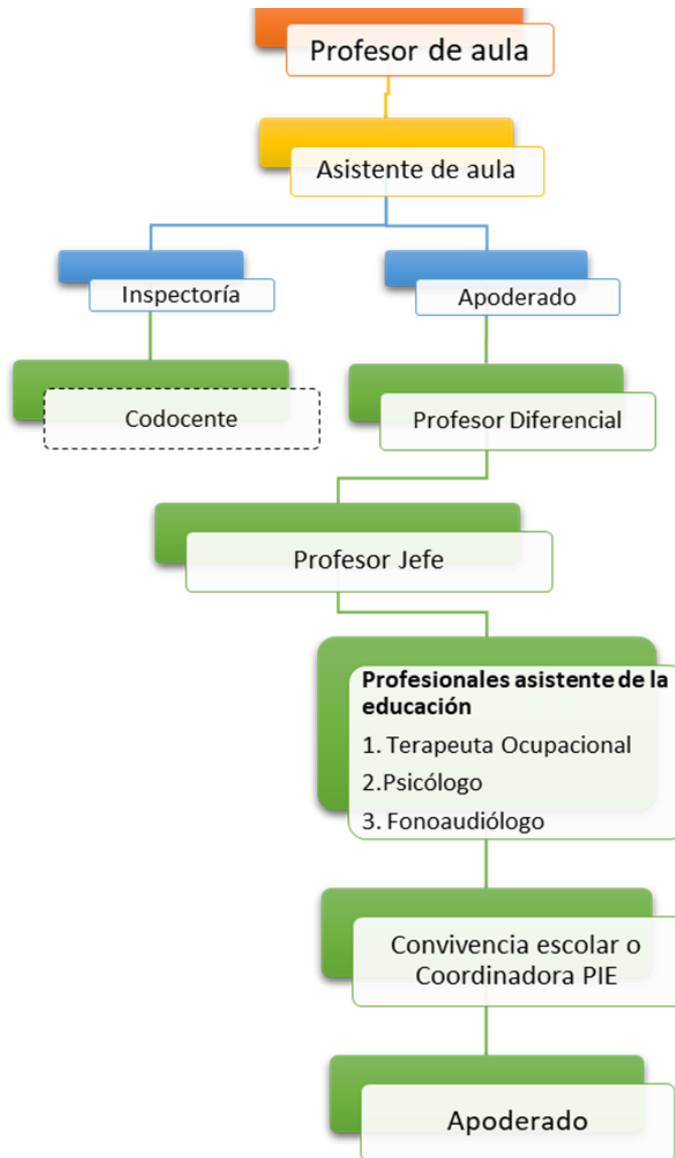 Profesor de aula
Asistente de aula
Inspectoría
Apoderado
Codocente
Profesor Diferencial
Profesor Jefe
Profesionales asistente de la
educación
1. Terapeuta Ocupacional
2.Psicólogo
3. Fonoaudiólogo
Convivencia escolar o
Coordinadora PIE
Apoderado